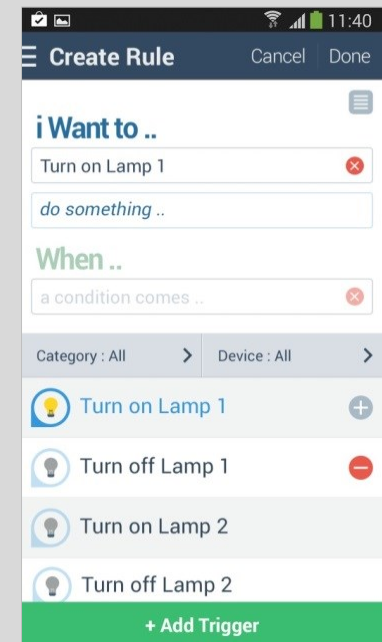 11:40
Create Rule Cancel Done
i Want to ..
Turn on Lamp 1
do something ..
When ..
a condition comes ..
Category : All Device : All
Turn on Lamp 1
Turn off Lamp 1
Turn on Lamp 2
Turn off Lamp 2
+ Add Trigger